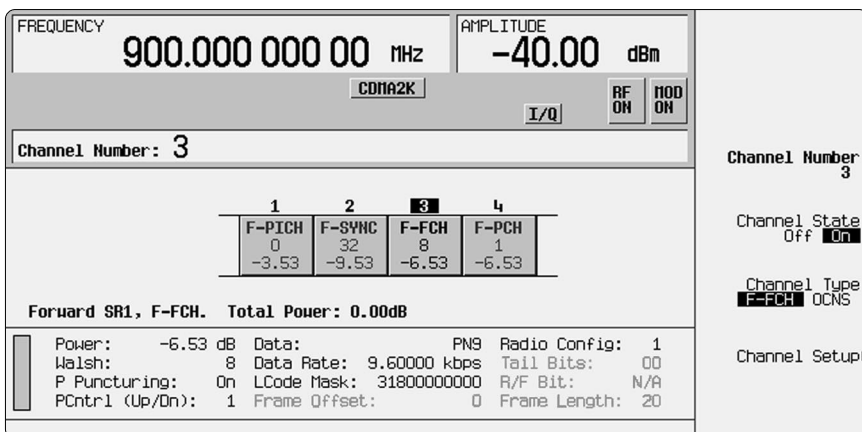 FREQUENCY
900.000 000 00 MHz
AMPLITUDE
-40.00 dBm
CDMA2K
I/Q
RF ON
MOD ON
Channel Number: 3
1 2 3 4
F-PICH F-SYNC F-FCH F-PCH
0 32 8 1
-3.53 -9.53 -6.53 -6.53
Forward SR1, F-FCH. Total Power: 0.00dB
Power: -6.53 dB Data: PN9 Radio Config: 1
Walsh: 8 Data Rate: 9.60000 kbps Tail Bits: 00
P Puncturing: On LCode Mask: 31800000000 R/F Bit: N/A
PCntrl (Up/Dn): 1 Frame Offset: 0 Frame Length: 20
Channel Number
3
Channel State
Off On
Channel Type
F-FCH OCNS
Channel Setup